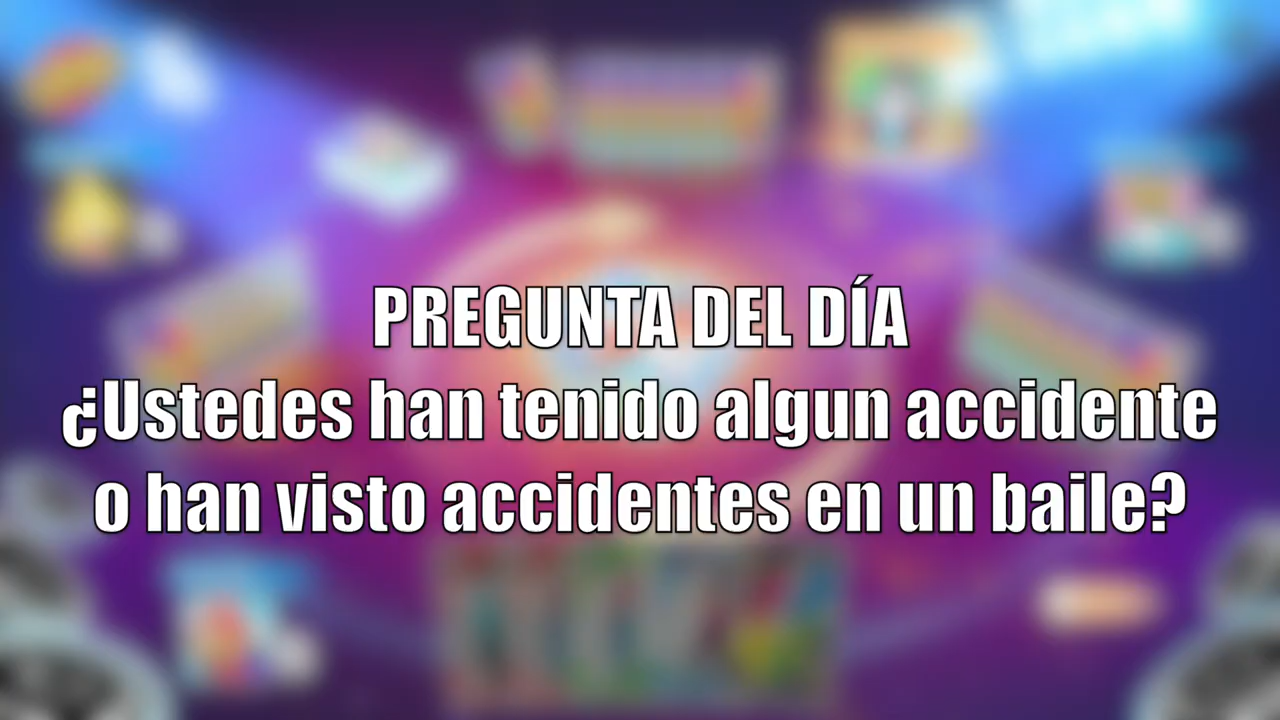 PREGUNTA DEL DÍA
¿Ustedes han tenido algun accidente
o han visto accidentes en un baile?